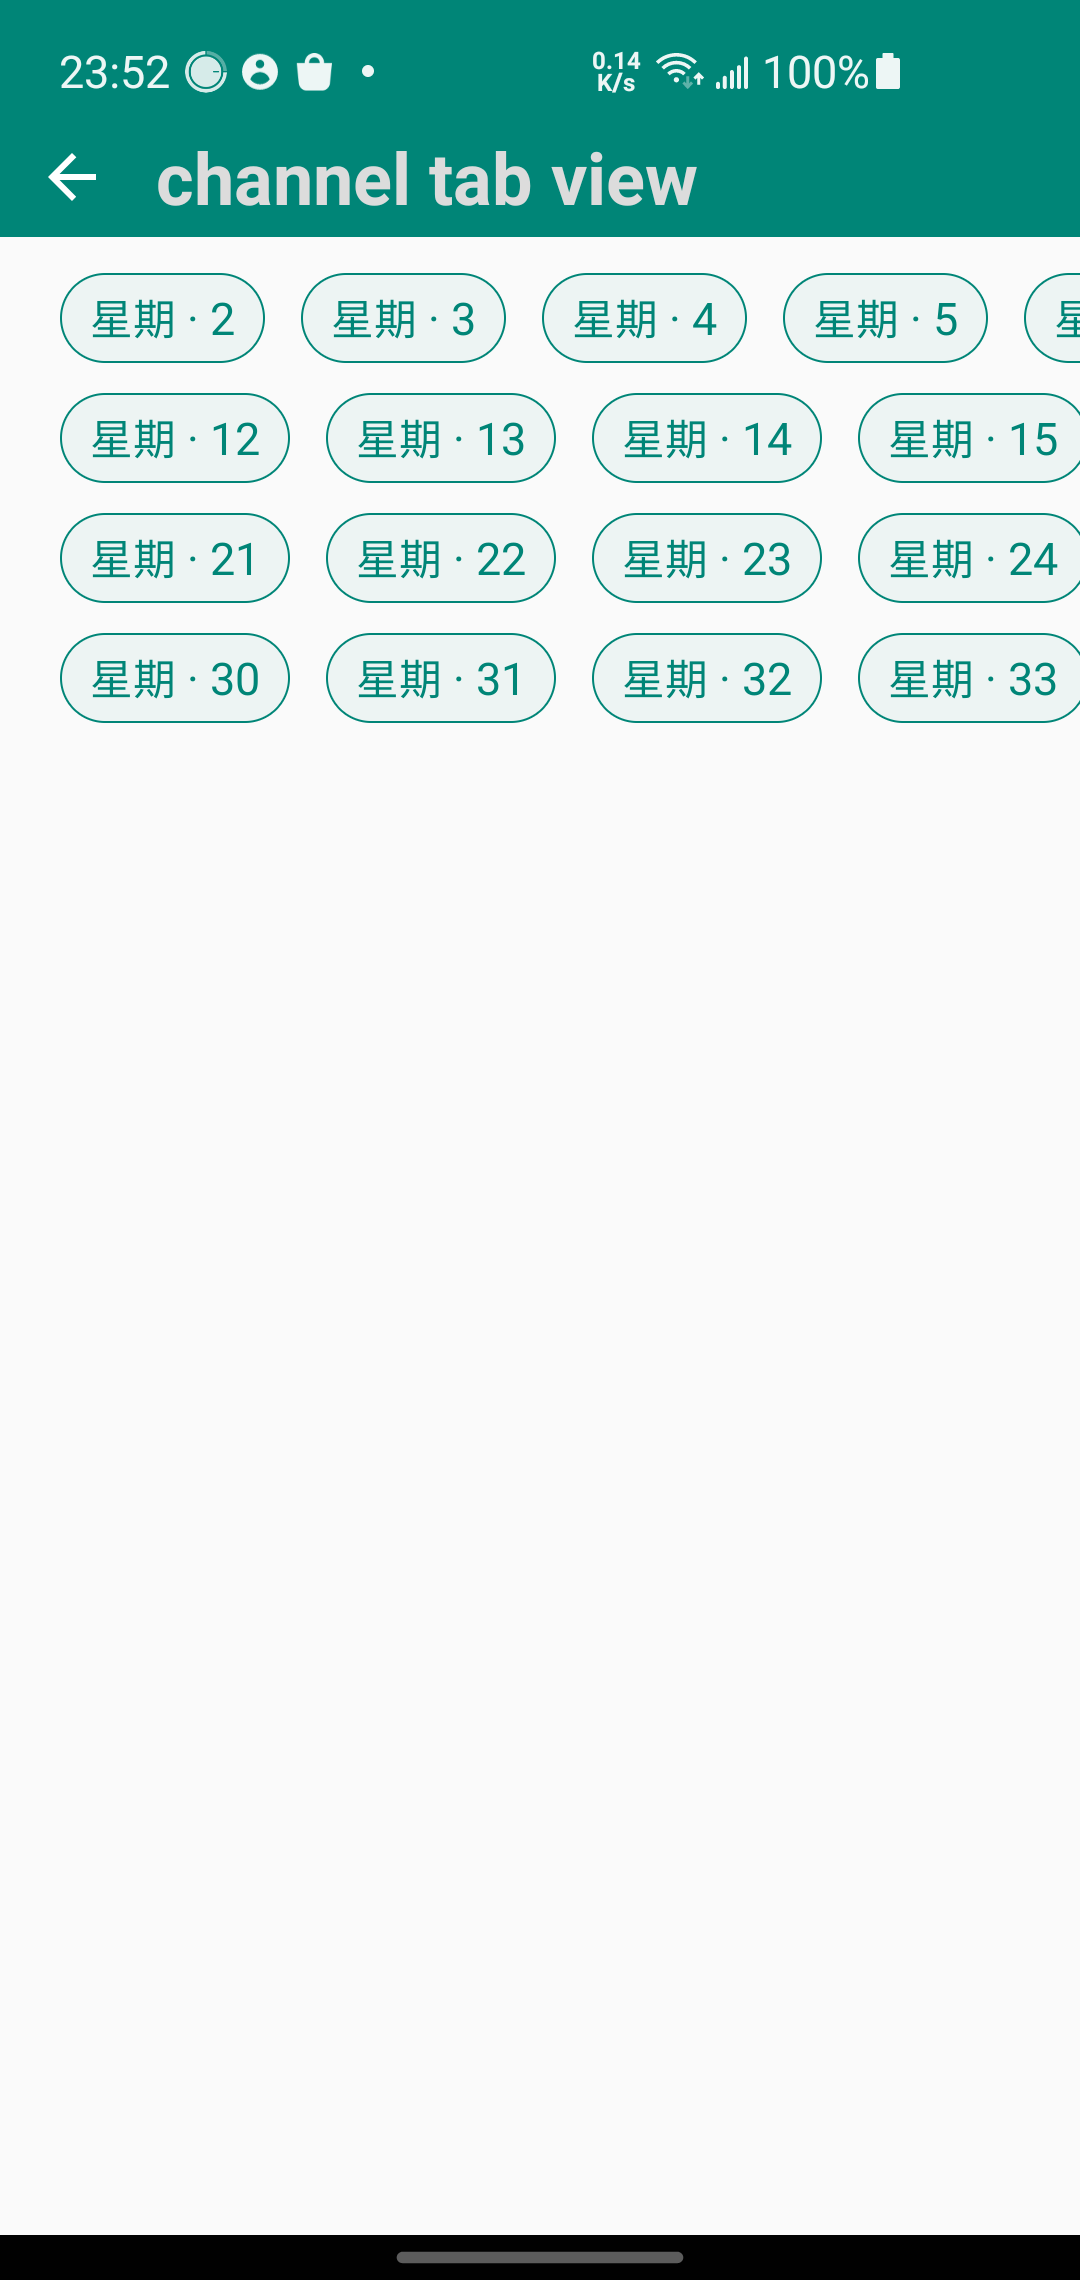 23:52 0.14 K/s 100%
channel tab view
星期 · 2 星期 · 3 星期 · 4 星期 · 5
星期 · 12 星期 · 13 星期 · 14 星期 · 15
星期 · 21 星期 · 22 星期 · 23 星期 · 24
星期 · 30 星期 · 31 星期 · 32 星期 · 33